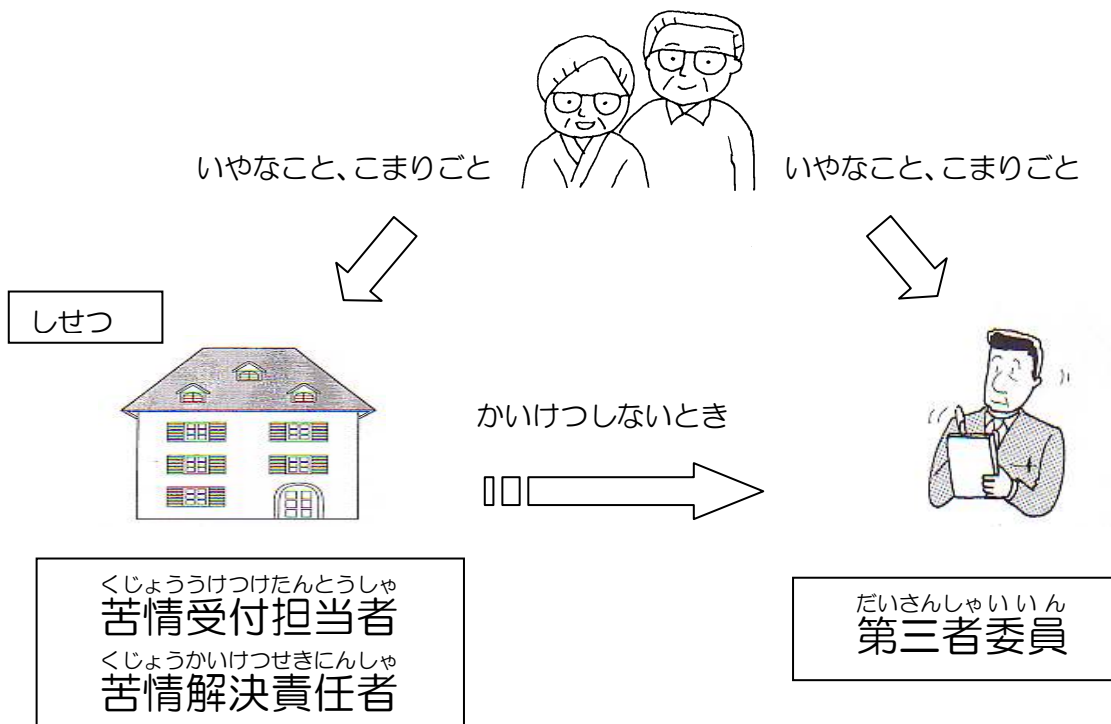 いやなこと、こまりごと
いやなこと、こまりごと
しせつ
かいけつしないとき
くじょううけつけたんとうしゃ
苦情受付担当者
くじょうかいけつせきにんしゃ
苦情解決責任者
だいさんしゃいいん
第三者委員